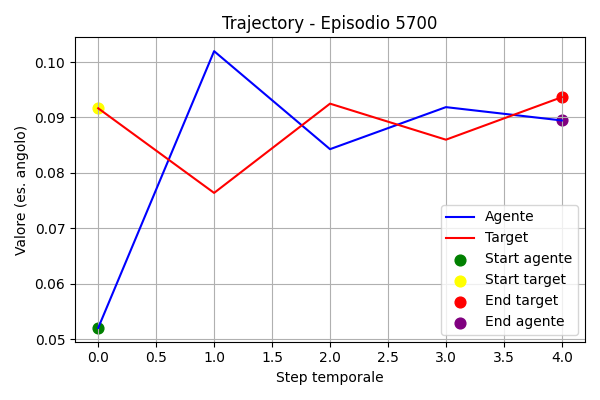 Trajectory - Episodio 5700
Valore (es. angolo)
0.10
0.09
0.08
0.07
0.06
0.05
0.0 0.5 1.0 1.5 2.0 2.5 3.0 3.5 4.0
Step temporale
Agente
Target
Start agente
Start target
End target
End agente